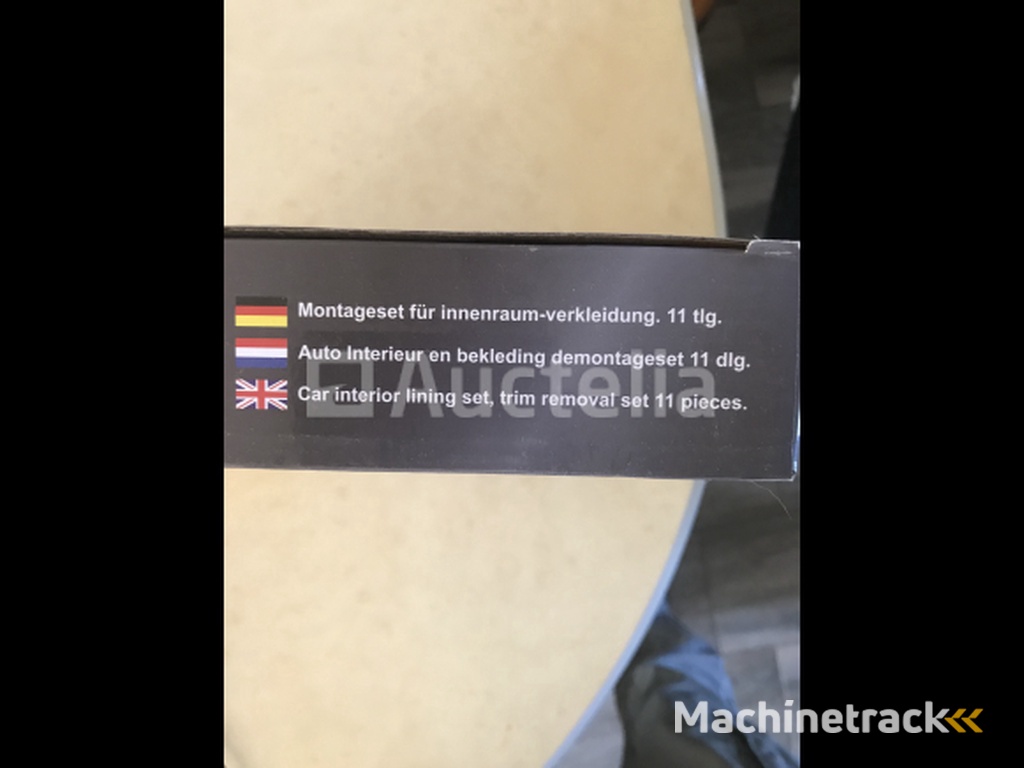 Montageset für innenraum-verkleidung. 11 tlg.
Auto Interieur en bekleding demontageset 11 dlg.
Car interior lining set, trim removal set 11 pieces.
Auctelia
Machinetrack